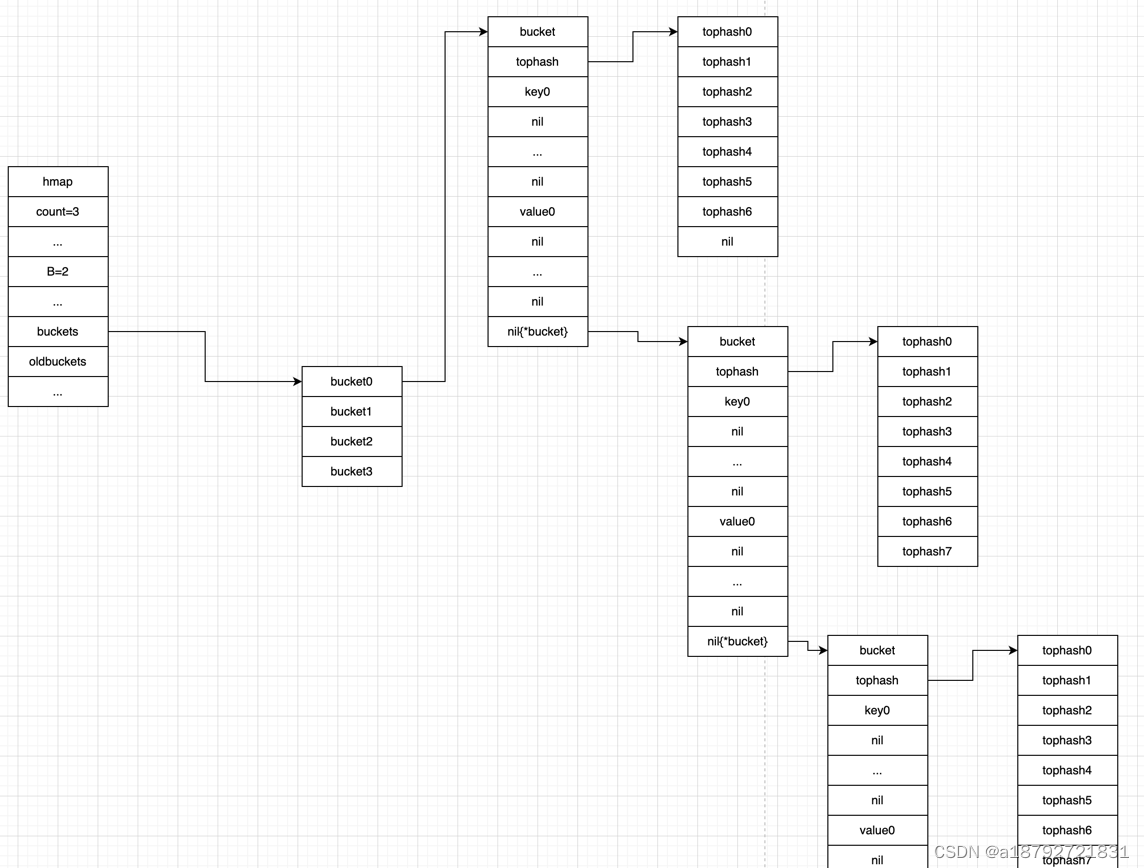 hmap
count=3
...
B=2
...
buckets
oldbuckets
...
bucket0
bucket1
bucket2
bucket3
bucket
tophash
key0
nil
...
nil
value0
nil
...
nil
nil{*bucket}
tophash0
tophash1
tophash2
tophash3
tophash4
tophash5
tophash6
nil
bucket
tophash
key0
nil
...
nil
value0
nil
...
nil
nil{*bucket}
tophash0
tophash1
tophash2
tophash3
tophash4
tophash5
tophash6
tophash7
bucket
tophash
key0
nil
...
nil
value0
nil
tophash0
tophash1
tophash2
tophash3
tophash4
tophash5
tophash6
tophash7
CSDN @a18792721831